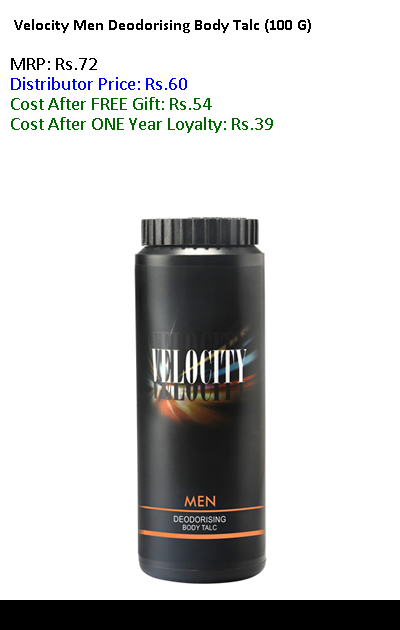 Velocity Men Deodorising Body Talc (100 G)
MRP: Rs.72
Distributor Price: Rs.60
Cost After FREE Gift: Rs.54
Cost After ONE Year Loyalty: Rs.39
VELOCITY
MEN
DEODORISING
BODY TALC